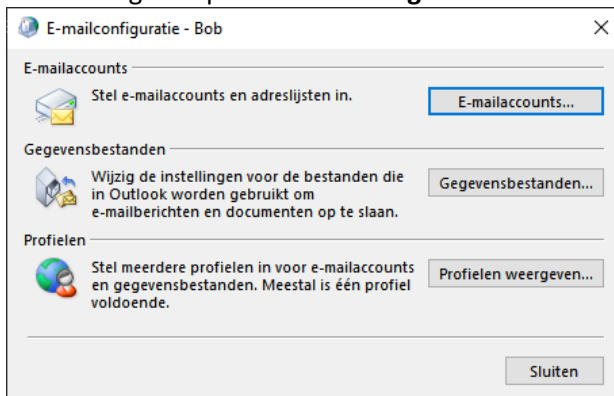 E-mailconfiguratie - Bob
E-mailaccounts
Stel e-mailaccounts en adreslijsten in.
E-mailaccounts...
Gegevensbestanden
Wijzig de instellingen voor de bestanden die
in Outlook worden gebruikt om
e-mailberichten en documenten op te slaan.
Gegevensbestanden...
Profielen
Stel meerdere profielen in voor e-mailaccounts
en gegevensbestanden. Meestal is één profiel
voldoende.
Profielen weergeven...
Sluiten